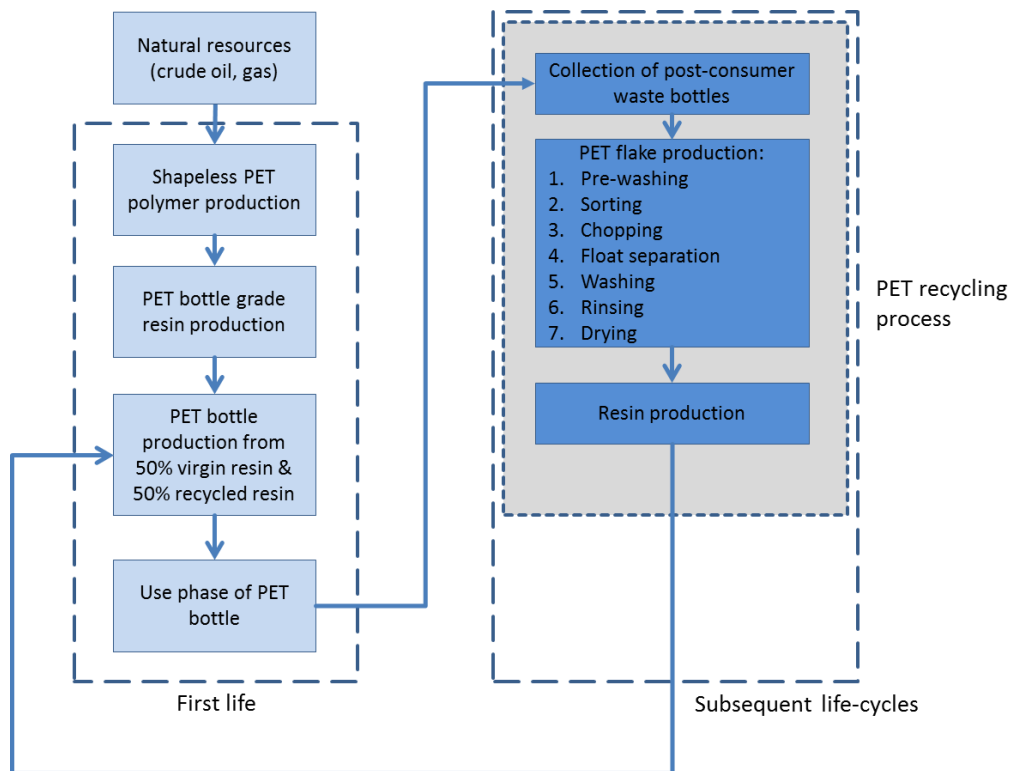 Natural resources
(crude oil, gas)
Shapeless PET
polymer production
PET bottle grade
resin production
PET bottle
production from
50% virgin resin &
50% recycled resin
Use phase of PET
bottle
First life
Collection of post-consumer
waste bottles
PET flake production:
1. Pre-washing
2. Sorting
3. Chopping
4. Float separation
5. Washing
6. Rinsing
7. Drying
Resin production
PET recycling
process
Subsequent life-cycles